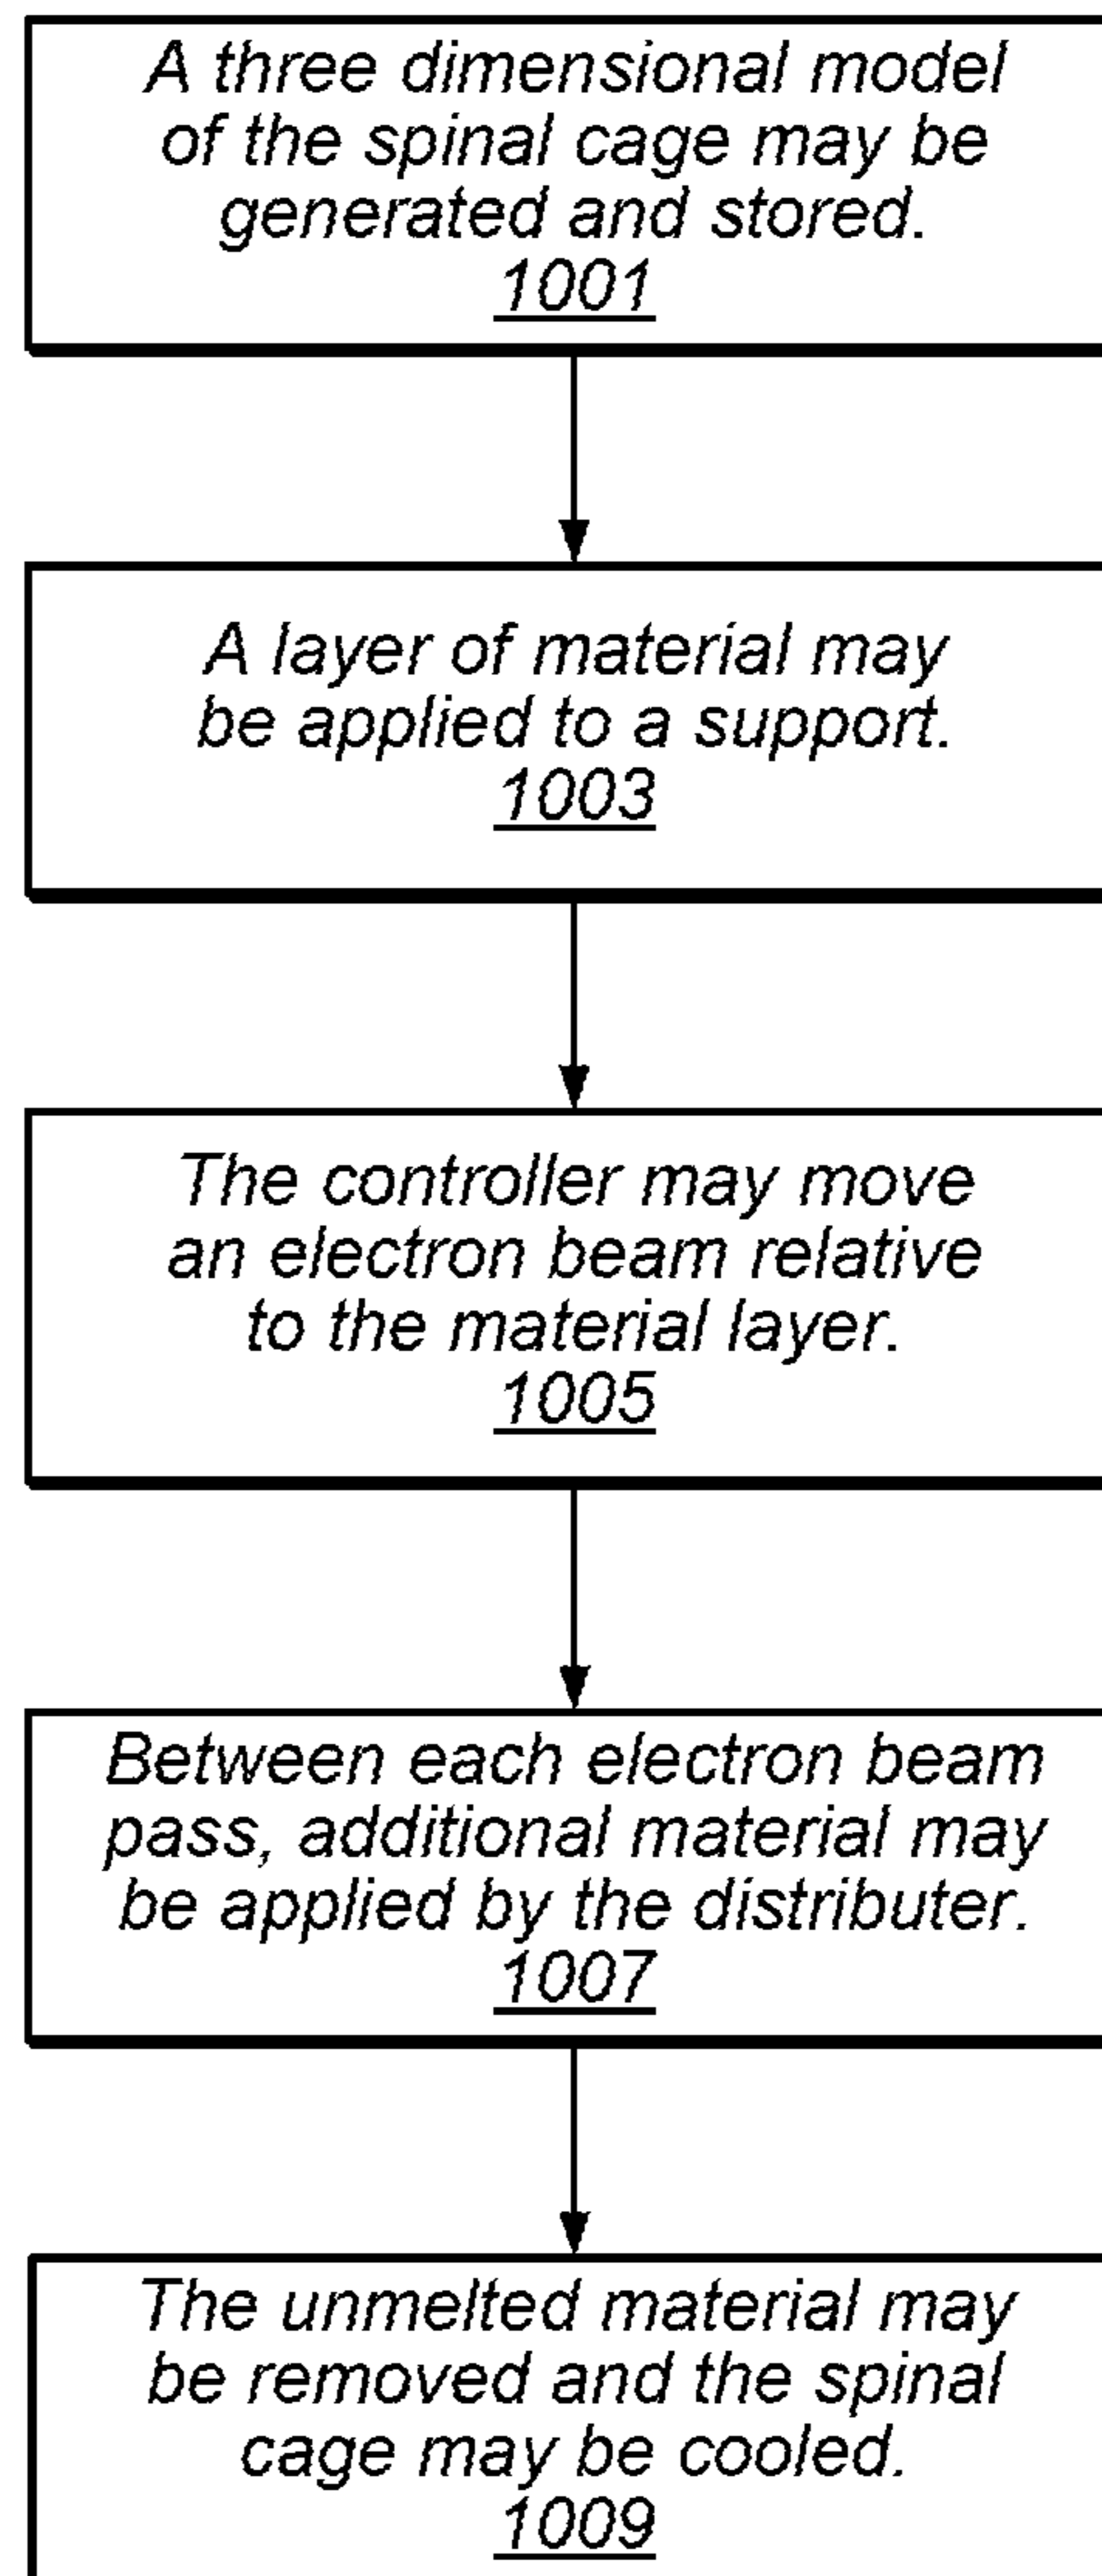 A three dimensional model
of the spinal cage may be
generated and stored.
1001
A layer of material may
be applied to a support.
1003
The controller may move
an electron beam relative
to the material layer.
1005
Between each electron beam
pass, additional material may
be applied by the distributer.
1007
The unmelted material may
be removed and the spinal
cage may be cooled.
1009